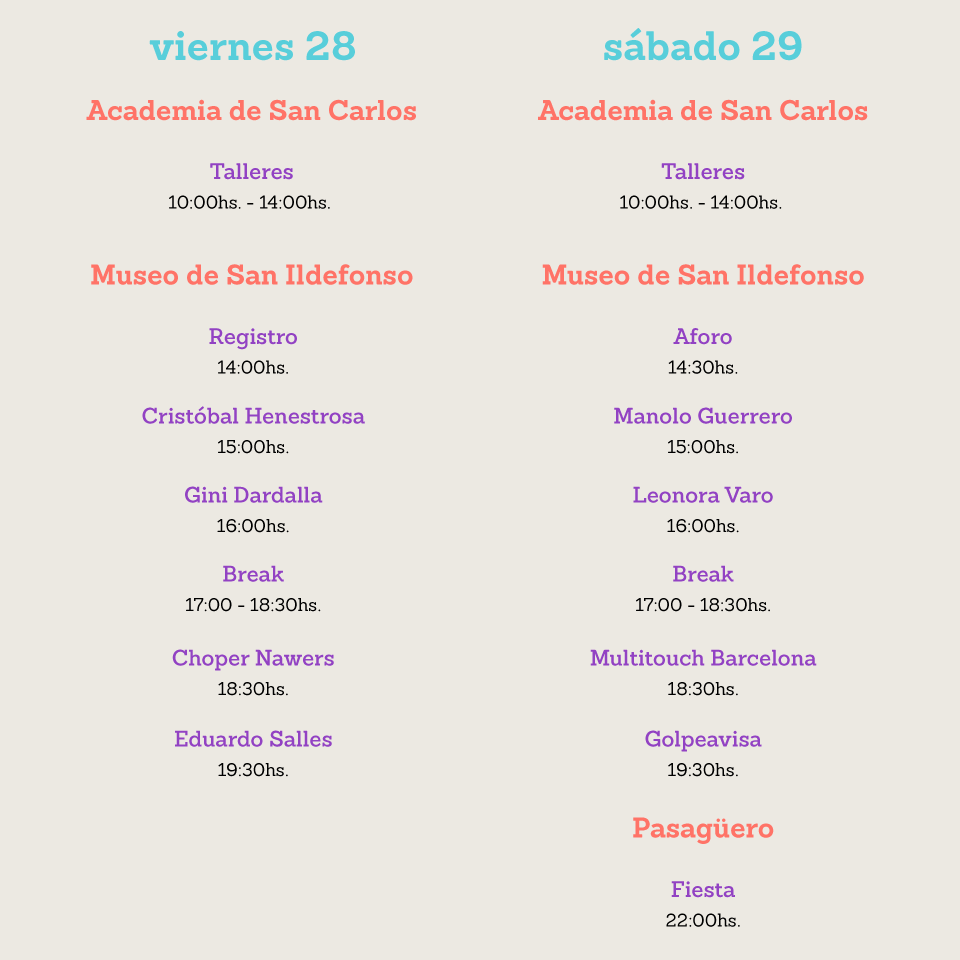 viernes 28
Academia de San Carlos
Talleres
10:00hs. - 14:00hs.
Museo de San Ildefonso
Registro
14:00hs.
Cristóbal Henestrosa
15:00hs.
Gini Dardalla
16:00hs.
Break
17:00 - 18:30hs.
Choper Nawers
18:30hs.
Eduardo Salles
19:30hs.
sábado 29
Academia de San Carlos
Talleres
10:00hs. - 14:00hs.
Museo de San Ildefonso
Aforo
14:30hs.
Manolo Guerrero
15:00hs.
Leonora Varo
16:00hs.
Break
17:00 - 18:30hs.
Multitouch Barcelona
18:30hs.
Golpeavisa
19:30hs.
Pasagüero
Fiesta
22:00hs.